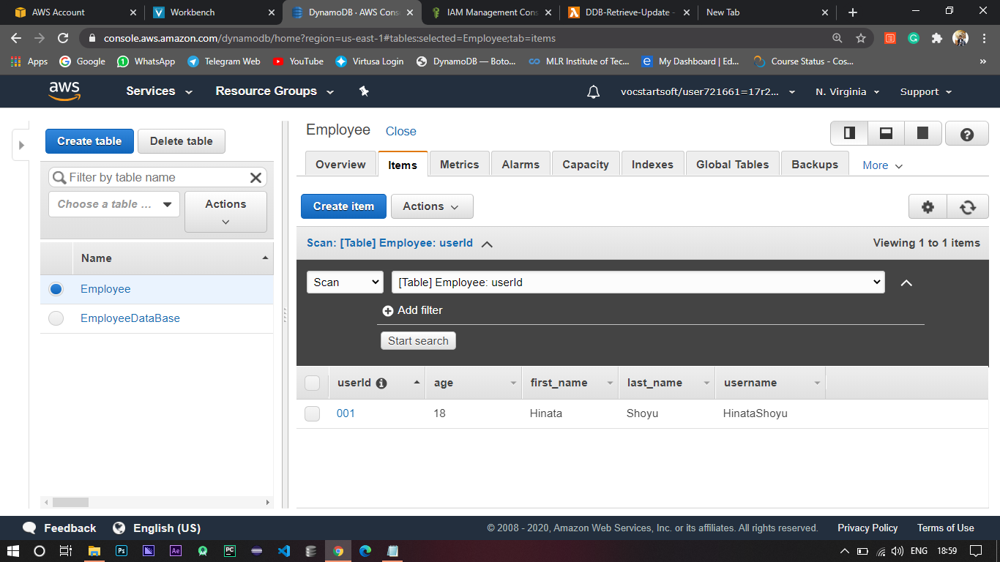 AWS Account
Workbench
DynamoDB · AWS Cons
IAM Management Cons
DDB-Retrieve-Update -
New Tab
console.aws.amazon.com/dynamodb/home?region=us-east-1#tables:selected=Employee;tab=items
Apps
Google
WhatsApp
Telegram Web
YouTube
Virtusa Login
DynamoDB — Boto...
MLR Institute of Tec...
My Dashboard | Ed...
Course Status - Cos...
»
aws
Services
Resource Groups
vocstartsoft/user721661=17r2...
N. Virginia
Support
Create table
Delete table
Filter by table name
Choose a table ...
Actions
Name
Employee
EmployeeDataBase
Employee
Close
Overview
Items
Metrics
Alarms
Capacity
Indexes
Global Tables
Backups
More
Create item
Actions
Scan: [Table] Employee: userId
Viewing 1 to 1 items
Scan
[Table] Employee: userId
Add filter
Start search
userId
age
first_name
last_name
username
001
18
Hinata
Shoyu
HinataShoyu
Feedback
English (US)
© 2008 - 2020, Amazon Web Services, Inc. or its affiliates. All rights reserved.
Privacy Policy
Terms of Use
Ps
Ae
PC
ENG
18:59